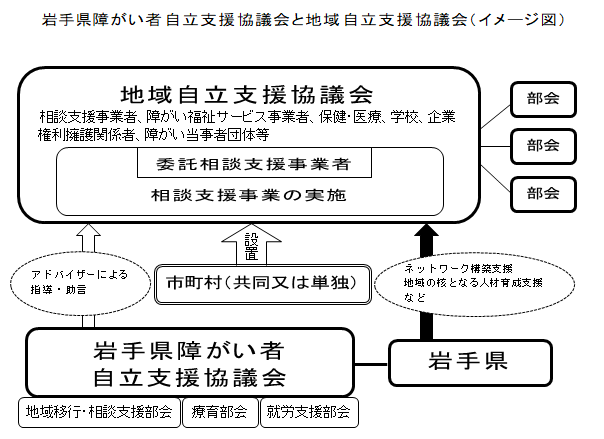 岩手県障がい者自立支援協議会と地域自立支援協議会(イメージ図)
地域自立支援協議会
相談支援事業者、障がい福祉サービス事業者、保健・医療、学校、企業
権利擁護関係者、障がい当事者団体等
委託相談支援事業者
相談支援事業の実施
部会
部会
部会
設置
アドバイザーによる
指導・助言
市町村(共同又は単独)
ネットワーク構築支援
地域の核となる人材育成支援
など
岩手県障がい者
自立支援協議会
岩手県
地域移行・相談支援部会
療育部会
就労支援部会